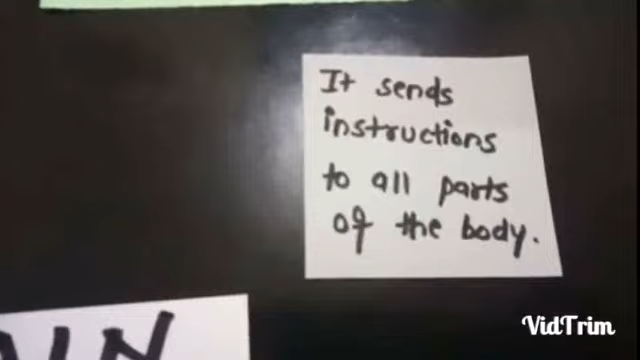 It sends
instructions
to all parts
of the body.
VidTrim